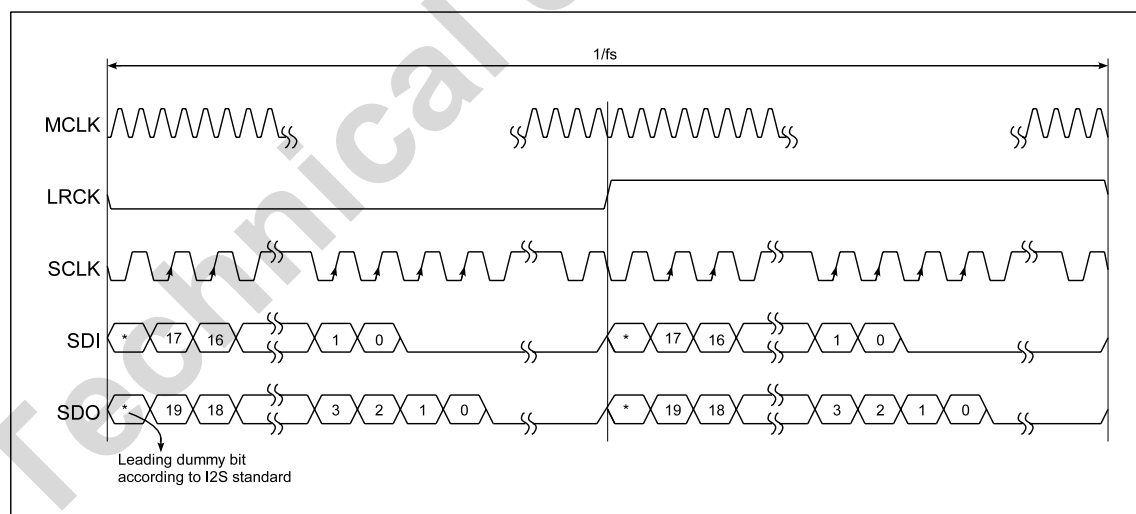 1/fs
MCLK
LRCK
SCLK
SDI * 17 16 1 0 * 17 16 1 0
SDO * 19 18 3 2 1 0 * 19 18 3 2 1 0
Leading dummy bit
according to I2S standard
Technical